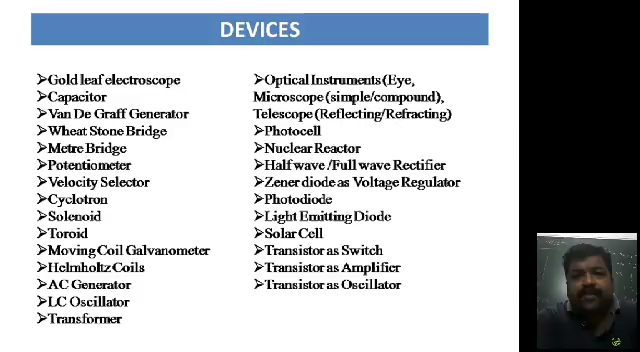 DEVICES
➢Gold leaf electroscope
➢Capacitor
➢Van De Graff Generator
➢Wheat Stone Bridge
➢Metre Bridge
➢Potentiometer
➢Velocity Selector
➢Cyclotron
➢Solenoid
➢Toroid
➢Moving Coil Galvanometer
➢Helmholtz Coils
➢AC Generator
➢LC Oscillator
➢Transformer
➢Optical Instruments (Eye,
Microscope (simple/compound),
Telescope (Reflecting/Refracting)
➢Photocell
➢Nuclear Reactor
➢Half wave /Full wave Rectifier
➢Zener diode as Voltage Regulator
➢Photodiode
➢Light Emitting Diode
➢Solar Cell
➢Transistor as Switch
➢Transistor as Amplifier
➢Transistor as Oscillator